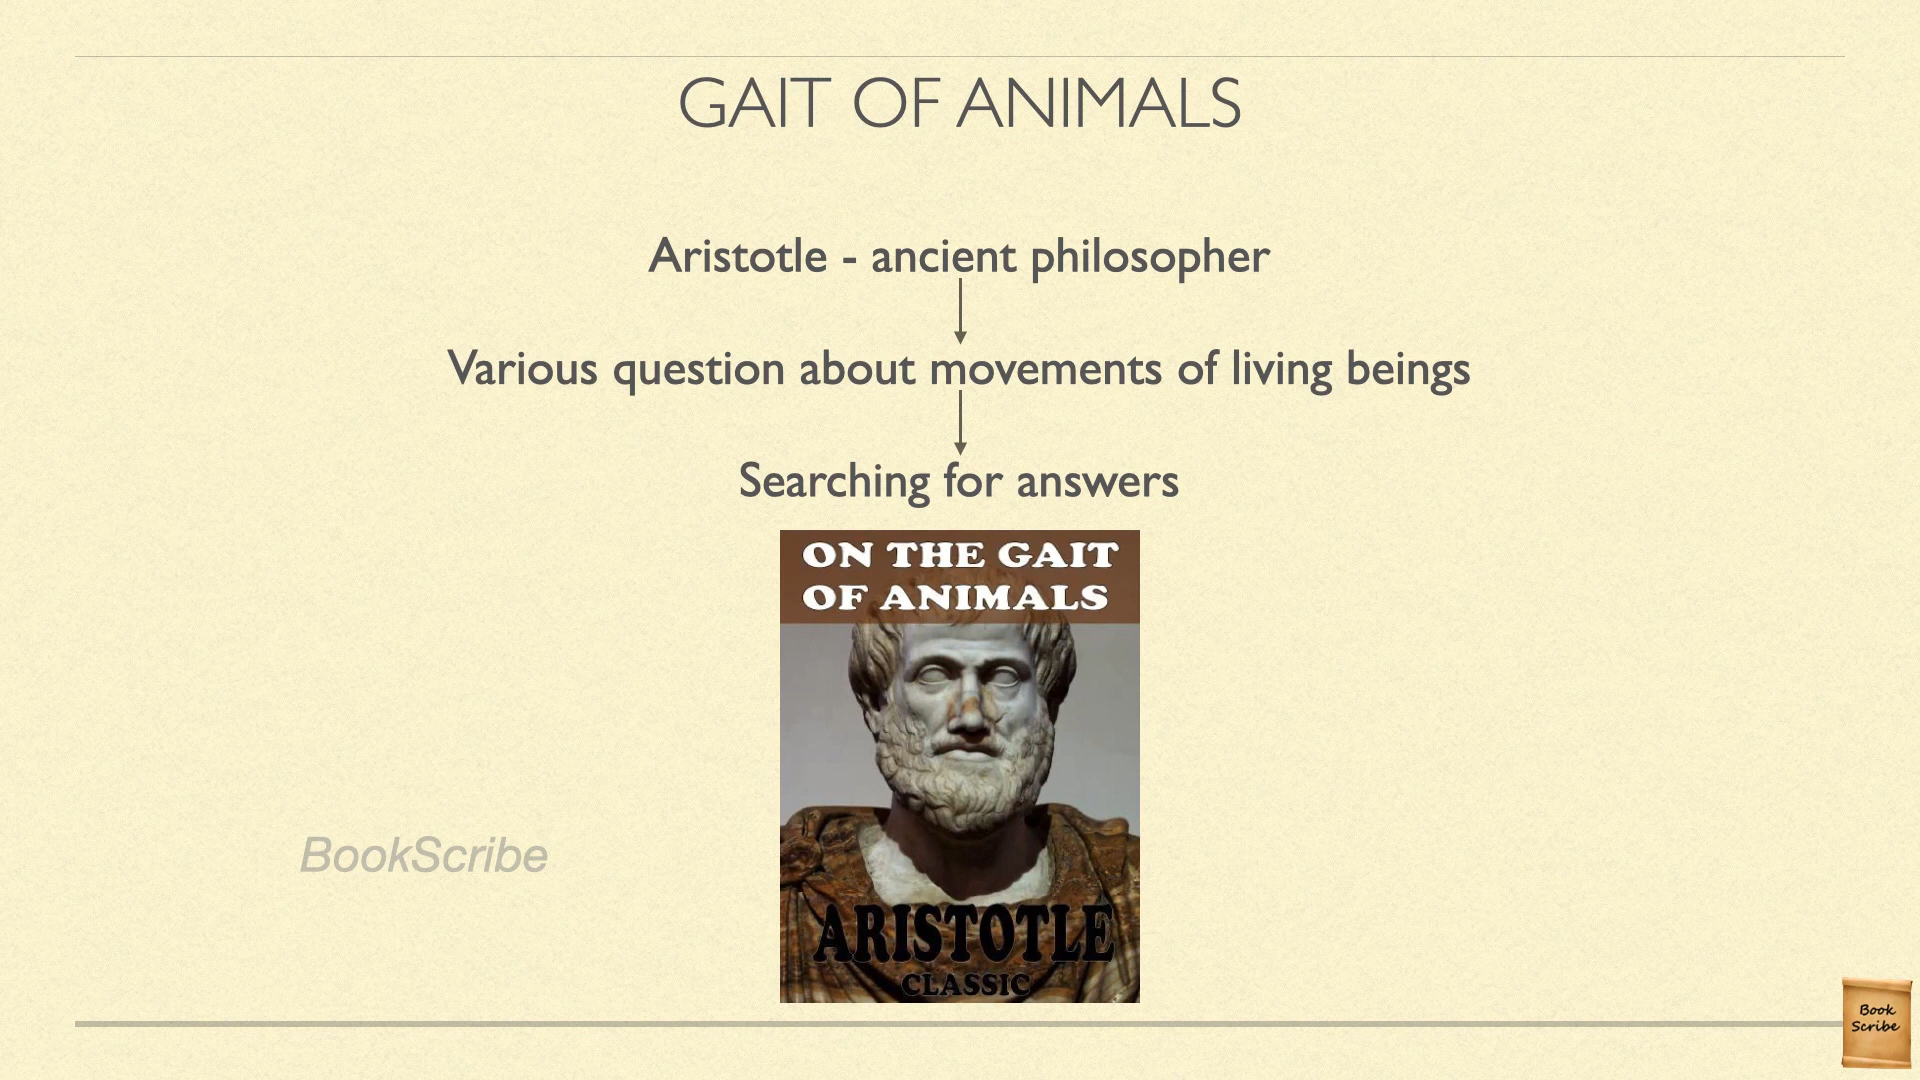 GAIT OF ANIMALS
Aristotle - ancient philosopher
Various question about movements of living beings
Searching for answers
ON THE GAIT
OF ANIMALS
ARISTOTLE
CLASSIC
BookScribe
Book
Scribe